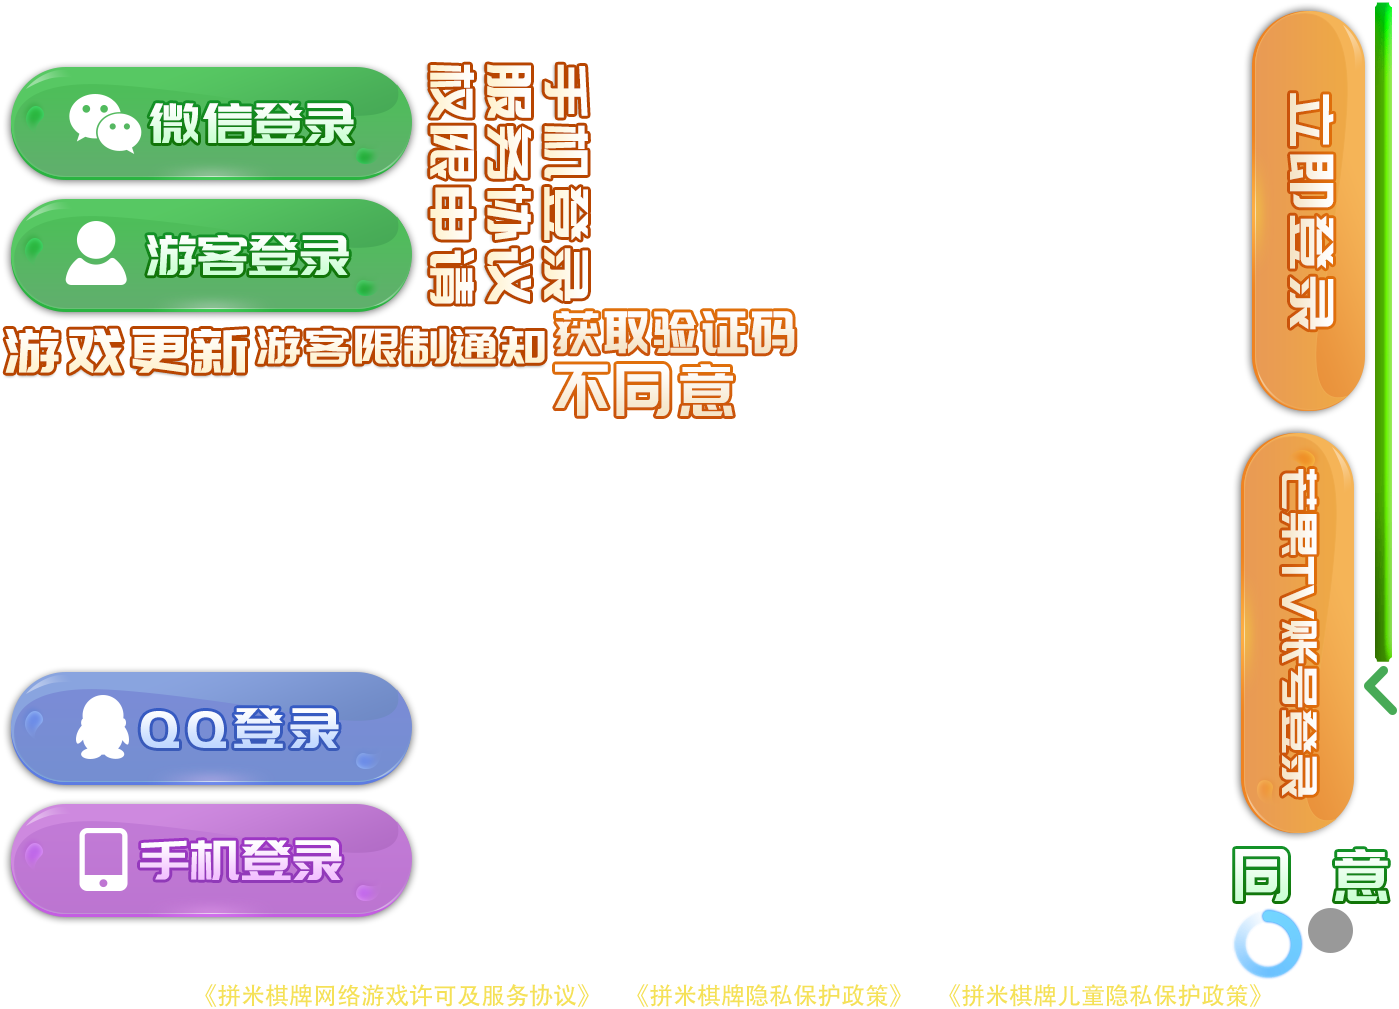 微信登录
游客登录
权限申请
服务协议
手机登录
游戏更新
游客限制通知
获取验证码
不同意
立即登录
芒果TV账号登录
QQ登录
手机登录
同 意
《拼米棋牌网络游戏许可及服务协议》 《拼米棋牌隐私保护政策》 《拼米棋牌儿童隐私保护政策》